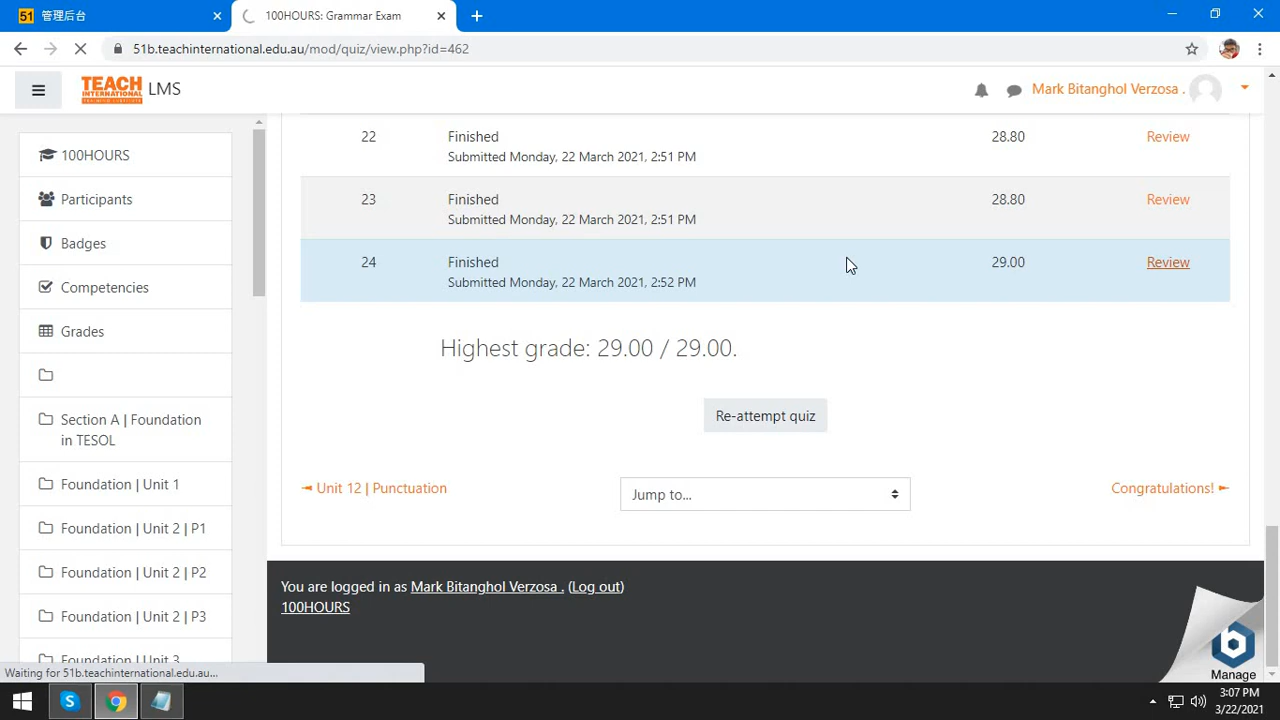 51 管理后台
100HOURS: Grammar Exam
51b.teachinternational.edu.au/mod/quiz/view.php?id=462
TEACH LMS
INTERNATIONAL
Mark Bitanghol Verzosa .
100HOURS
Participants
Badges
Competencies
Grades
Section A | Foundation
in TESOL
Foundation | Unit 1
Foundation | Unit 2 | P1
Foundation | Unit 2 | P2
Foundation | Unit 2 | P3
Foundation | Unit 3
22 Finished 28.80 Review
Submitted Monday, 22 March 2021, 2:51 PM
23 Finished 28.80 Review
Submitted Monday, 22 March 2021, 2:51 PM
24 Finished 29.00 Review
Submitted Monday, 22 March 2021, 2:52 PM
Highest grade: 29.00 / 29.00.
Re-attempt quiz
◄ Unit 12 | Punctuation
Jump to...
Congratulations! ►
You are logged in as Mark Bitanghol Verzosa . (Log out)
100HOURS
Manage
Waiting for 51b.teachinternational.edu.au...
3:07 PM
3/22/2021